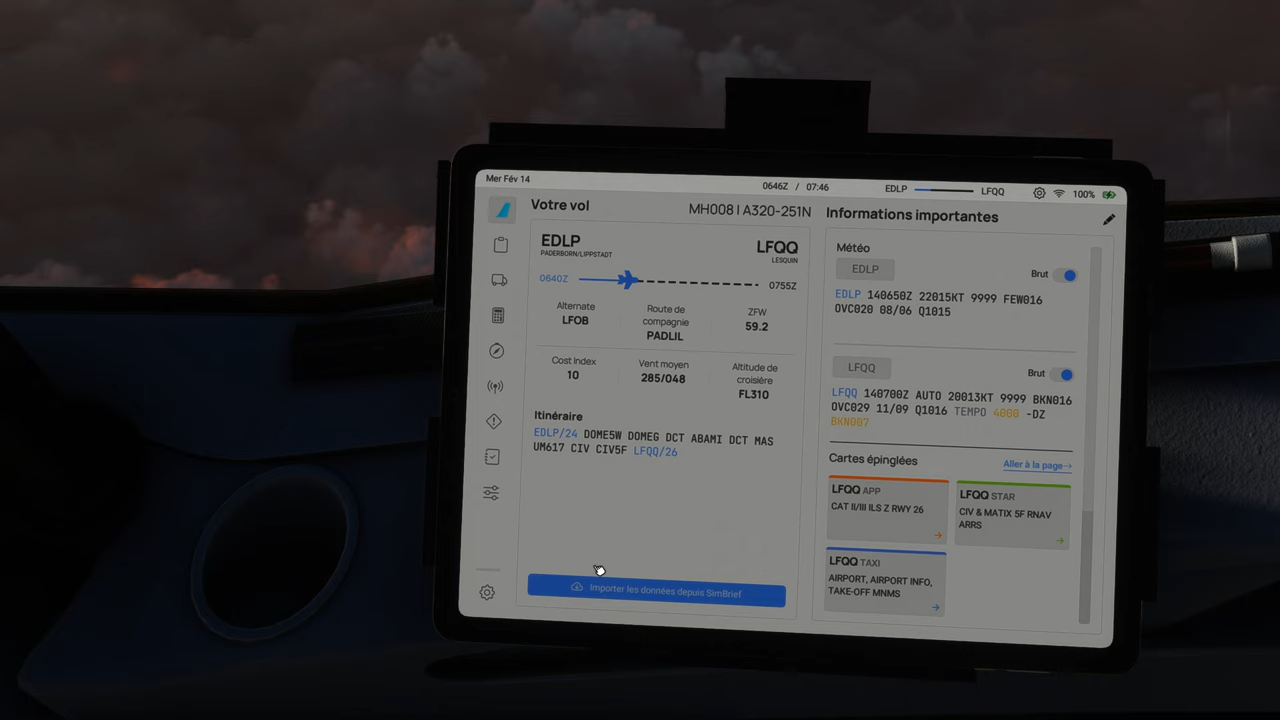 Mer Fév 14
0646Z / 07:46
EDLP LFQQ
100%
Votre vol
MH008 | A320-251N
EDLP
PADERBORN/LIPPSTADT
LFQQ
LESQUIN
0640Z
0755Z
Alternate
LFOB
Route de
compagnie
PADLIL
ZFW
59.2
Cost Index
10
Vent moyen
285/048
Altitude de
croisière
FL310
Itinéraire
EDLP/24 DOME5W DOMEG DCT ABAMI DCT MAS
UM617 CIV CIV5F LFQQ/26
Importer les données depuis SimBrief
Informations importantes
Météo
EDLP
Brut
EDLP 140650Z 22015KT 9999 FEW016
OVC020 08/06 Q1015
LFQQ
Brut
LFQQ 140700Z AUTO 20013KT 9999 BKN016
OVC029 11/09 Q1016 TEMPO 4000 -DZ
BKN007
Cartes épinglées
Aller à la page
LFQQ APP
CAT II/III ILS Z RWY 26
LFQQ STAR
CIV & MATIX 5F RNAV
ARRS
LFQQ TAXI
AIRPORT, AIRPORT INFO,
TAKE-OFF MNMS